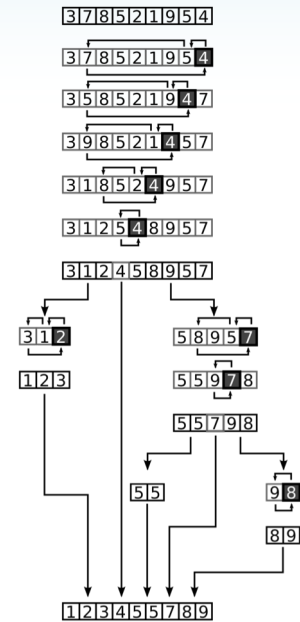 3 7 8 5 2 1 9 5 4
3 7 8 5 2 1 9 5 4
3 5 8 5 2 1 9 4 7
3 9 8 5 2 1 4 5 7
3 1 8 5 2 4 9 5 7
3 1 2 5 4 8 9 5 7
3 1 2 4 5 8 9 5 7
3 1 2
5 8 9 5 7
1 2 3
5 5 9 7 8
5 5 7 9 8
5 5
9 8
8 9
1 2 3 4 5 5 7 8 9